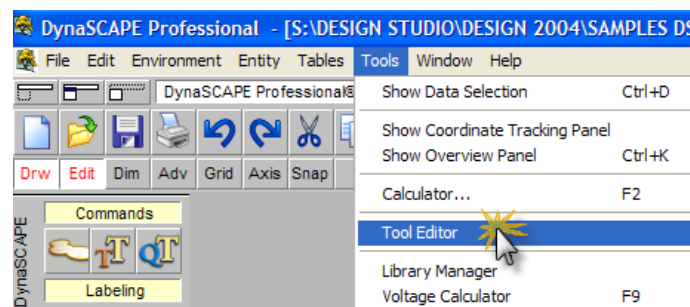 DynaSCAPE Professional - [S:\DESIGN STUDIO\DESIGN 2004\SAMPLES DS
File Edit Environment Entity Tables Tools Window Help
DynaSCAPE Professional®
Show Data Selection Ctrl+D
Show Coordinate Tracking Panel
Show Overview Panel Ctrl+K
Drw Edit Dim Adv Grid Axis Snap
Calculator... F2
Commands
Tool Editor
TT QT
DynaSCAPE
Library Manager
Labeling
Voltage Calculator F9